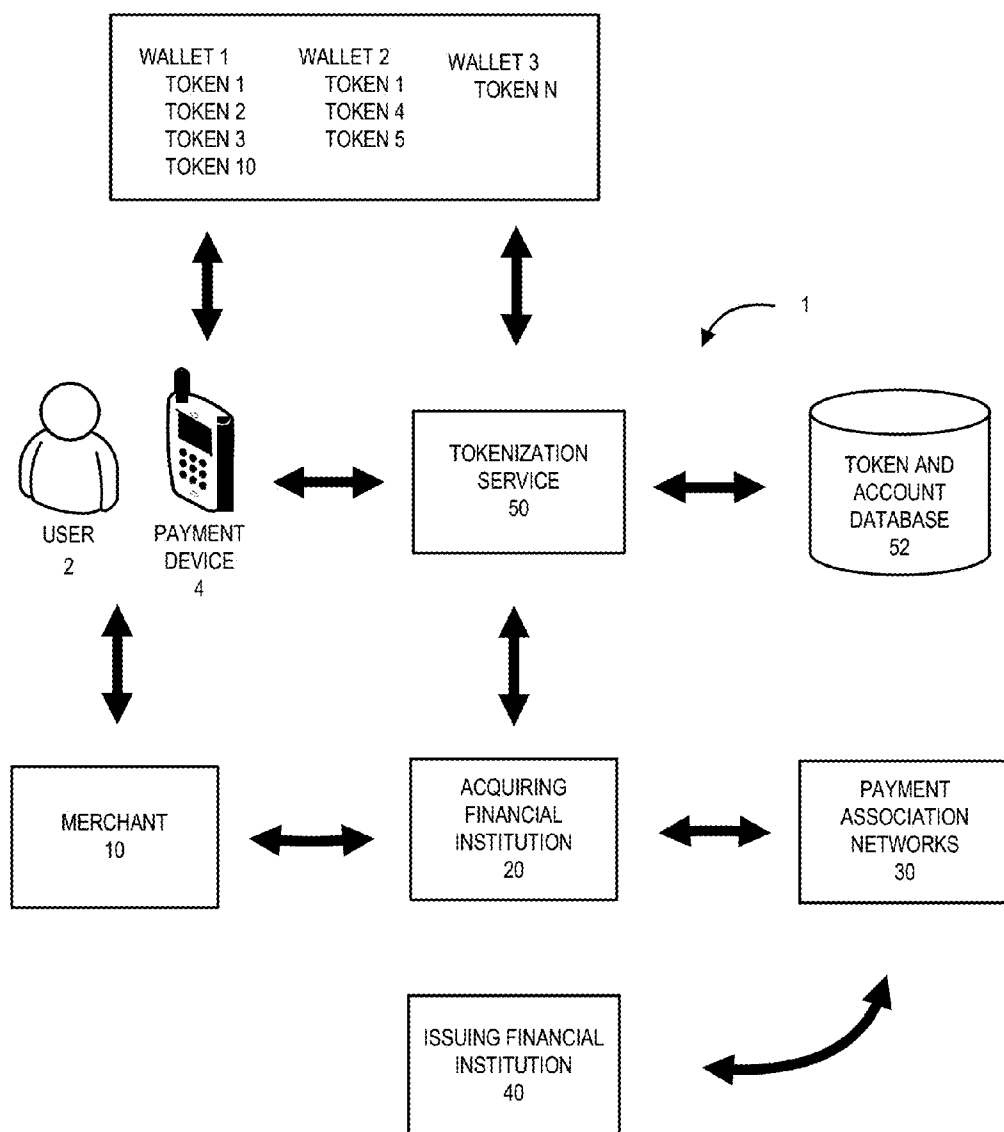 WALLET 1
TOKEN 1
TOKEN 2
TOKEN 3
TOKEN 10
WALLET 2
TOKEN 1
TOKEN 4
TOKEN 5
WALLET 3
TOKEN N
1
USER
2
PAYMENT
DEVICE
4
TOKENIZATION
SERVICE
50
TOKEN AND
ACCOUNT
DATABASE
52
MERCHANT
10
ACQUIRING
FINANCIAL
INSTITUTION
20
PAYMENT
ASSOCIATION
NETWORKS
30
ISSUING FINANCIAL
INSTITUTION
40